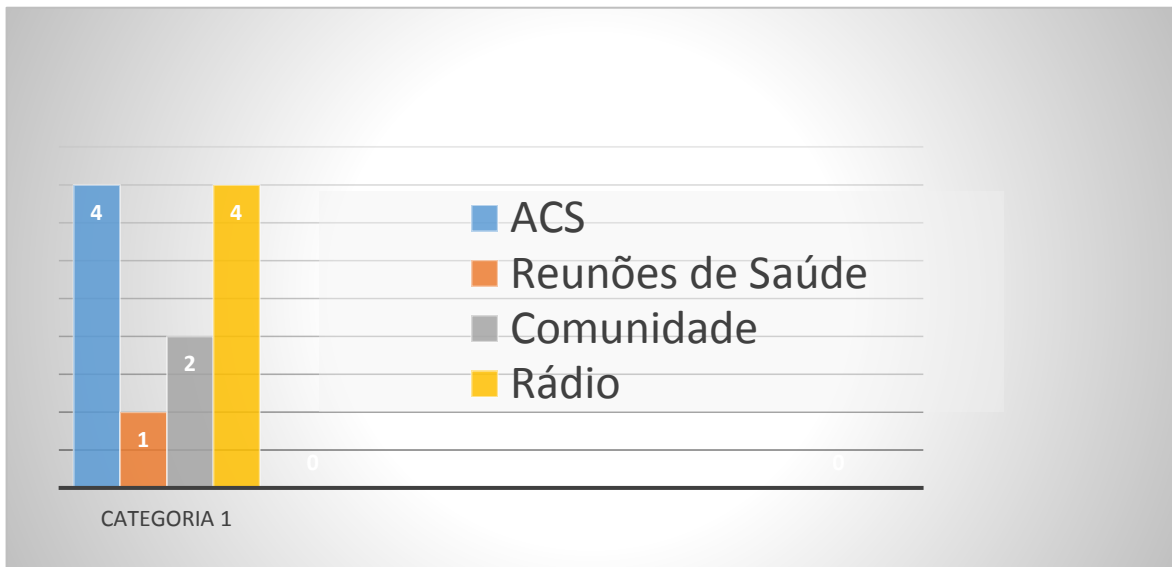 4
4
ACS
Reunões de Saúde
Comunidade
2
Rádio
1
0
0
CATEGORIA 1